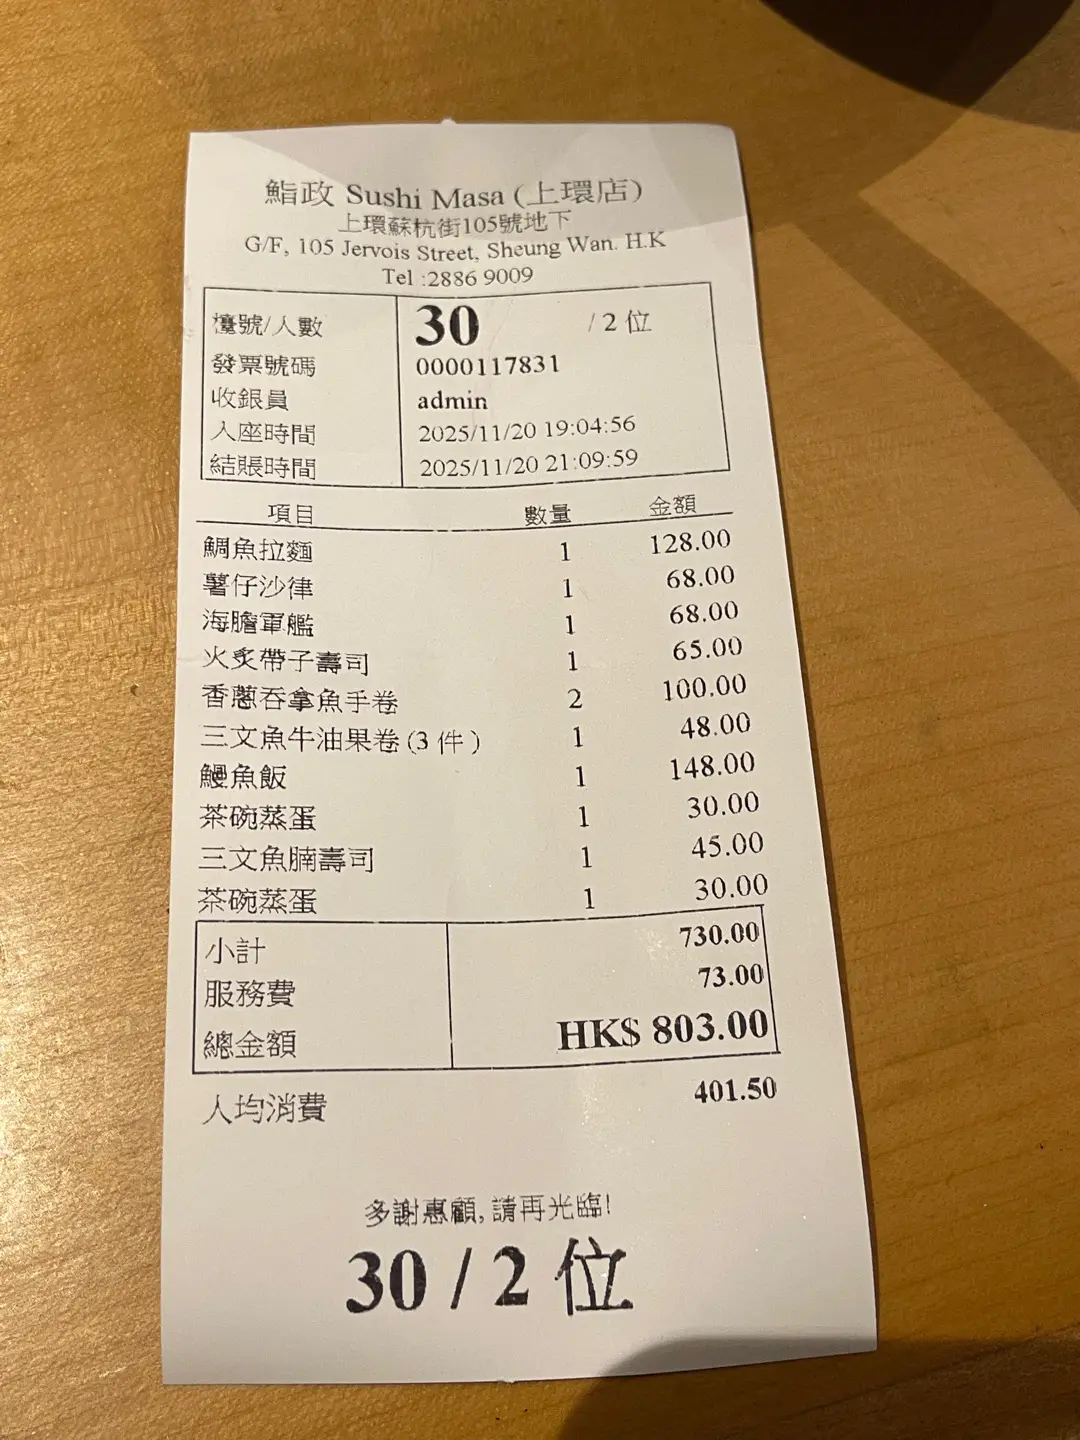 鮨政 Sushi Masa (上環店)
上環蘇杭街105號地下
G/F, 105 Jervois Street, Sheung Wan. H.K
Tel :2886 9009
檯號/人數 30 / 2 位
發票號碼 0000117831
收銀員 admin
入座時間 2025/11/20 19:04:56
結賬時間 2025/11/20 21:09:59
項目 數量 金額
鯛魚拉麵 1 128.00
薯仔沙律 1 68.00
海膽軍艦 1 68.00
火炙帶子壽司 1 65.00
香蔥吞拿魚手卷 2 100.00
三文魚牛油果卷 (3 件 ) 1 48.00
鰻魚飯 1 148.00
茶碗蒸蛋 1 30.00
三文魚腩壽司 1 45.00
茶碗蒸蛋 1 30.00
小計 730.00
服務費 73.00
總金額 HK$ 803.00
人均消費 401.50
多謝惠顧, 請再光臨!
30 / 2 位